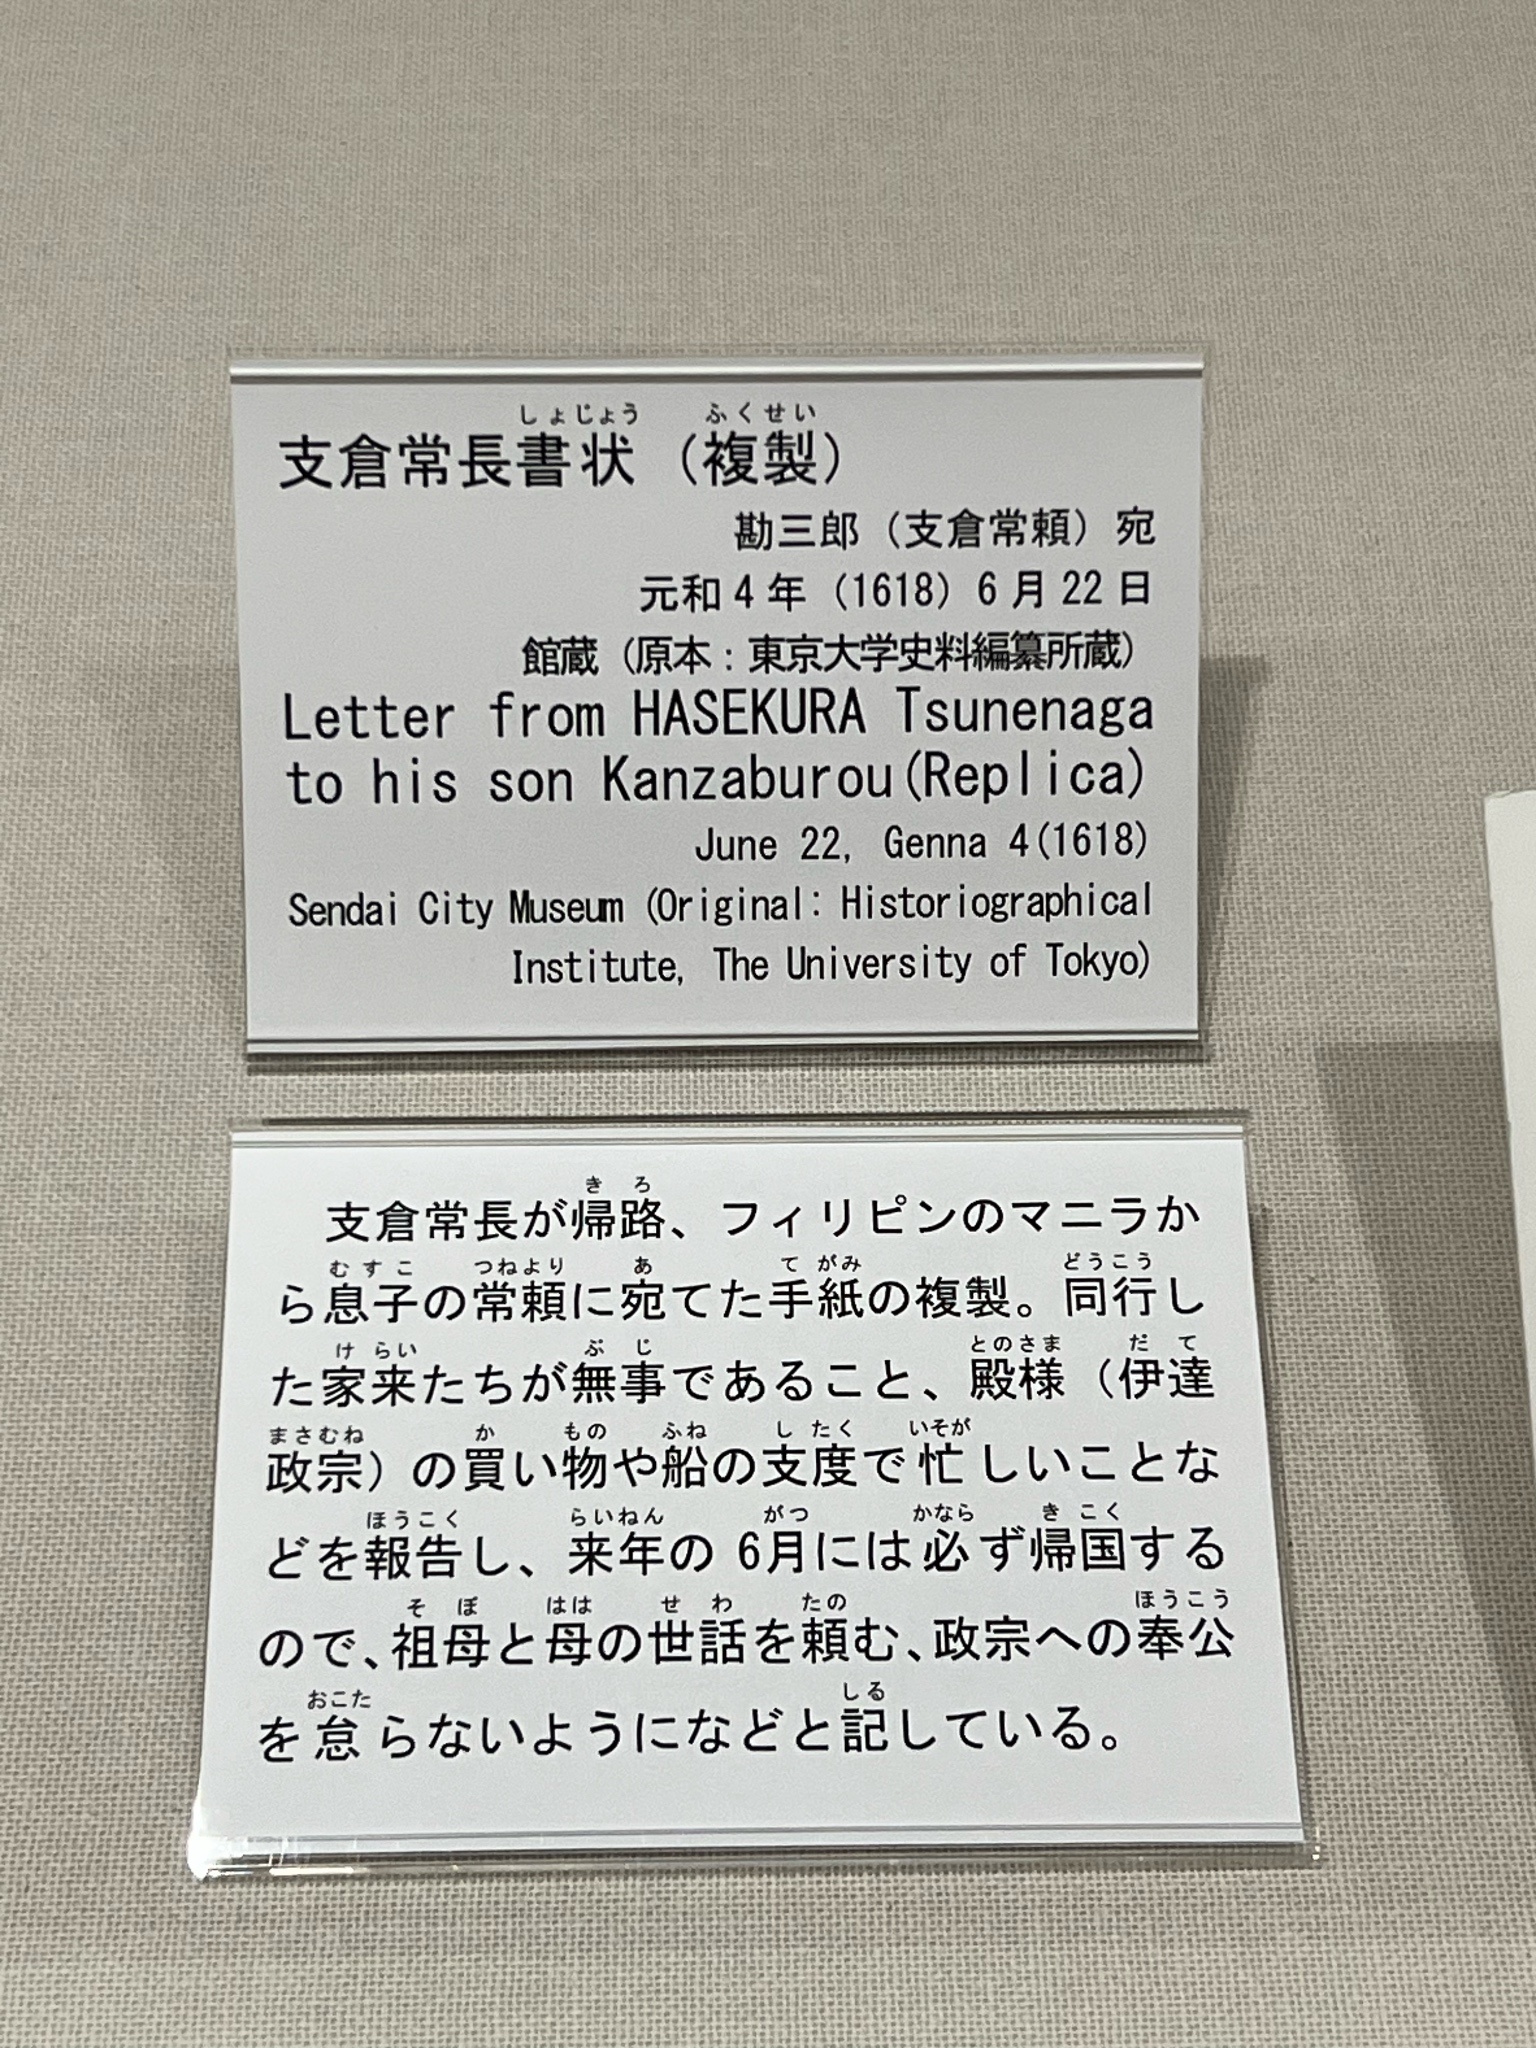 しょじょう ふくせい
支倉常長書状（複製）
勘三郎（支倉常頼）宛
元和4年（1618）6月22日
館蔵（原本：東京大学史料編纂所蔵）
Letter from HASEKURA Tsunenaga
to his son Kanzaburou(Replica)
June 22, Genna 4(1618)
Sendai City Museum (Original: Historiographical
Institute, The University of Tokyo)
きろ
支倉常長が帰路、フィリピンのマニラか
むすこ つねより あ てがみ どうこう
ら息子の常頼に宛てた手紙の複製。同行し
けらい ぶじ とのさま だて
た家来たちが無事であること、殿様（伊達
まさむね か もの ふね したく いそが
政宗）の買い物や船の支度で忙しいことな
ほうこく らいねん がつ かなら きこく
どを報告し、来年の6月には必ず帰国する
そぼ はは せわ たの ほうこう
ので、祖母と母の世話を頼む、政宗への奉公
おこた しる
を怠らないようになどと記している。